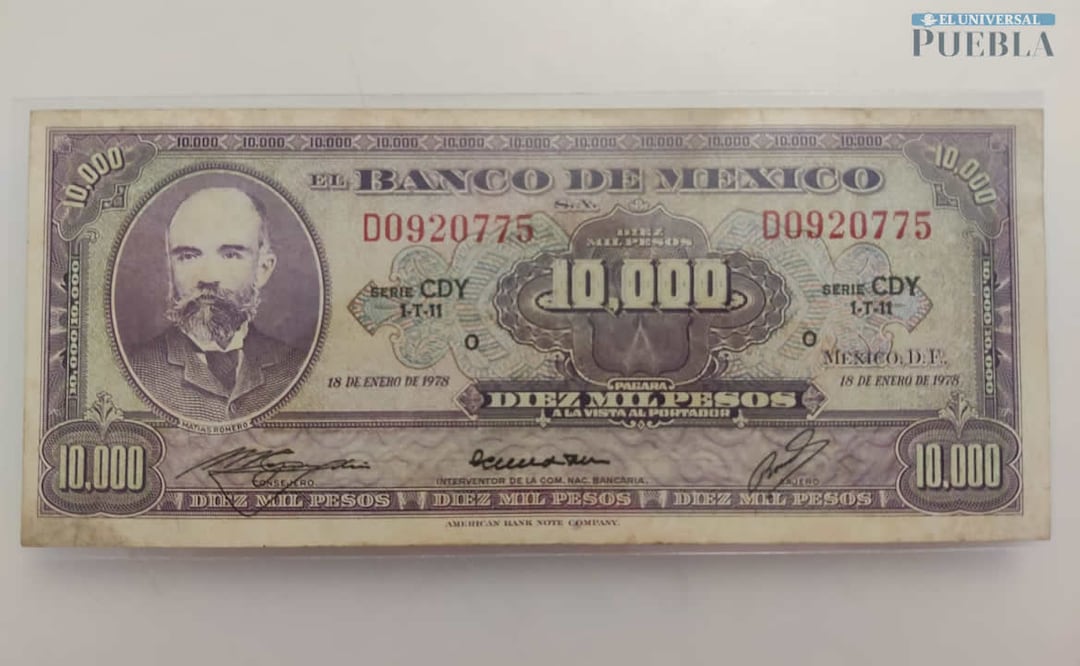 EL UNIVERSAL
PUEBLA
10.000 10.000 10.000 10.000 10.000 10.000 10.000 10.000 10.000 10.000 10.000
10,000
10,000
EL BANCO DE MEXICO
S.A.
D0920775
D0920775
DIEZ
MIL PESOS
10,000
SERIE CDY
1-T-11
SERIE CDY
1-T-11
O
O
MEXICO, D.F.,
18 DE ENERO DE 1978
18 DE ENERO DE 1978
10.000 10.000
10.000 10.000
PAGARA
DIEZ MIL PESOS
A LA VISTA AL PORTADOR
MATIAS ROMERO
10,000
10,000
CONSEJERO.
INTERVENTOR DE LA COM. NAC. BANCARIA.
CAJERO
DIEZ MIL PESOS DIEZ MIL PESOS DIEZ MIL PESOS
AMERICAN BANK NOTE COMPANY.